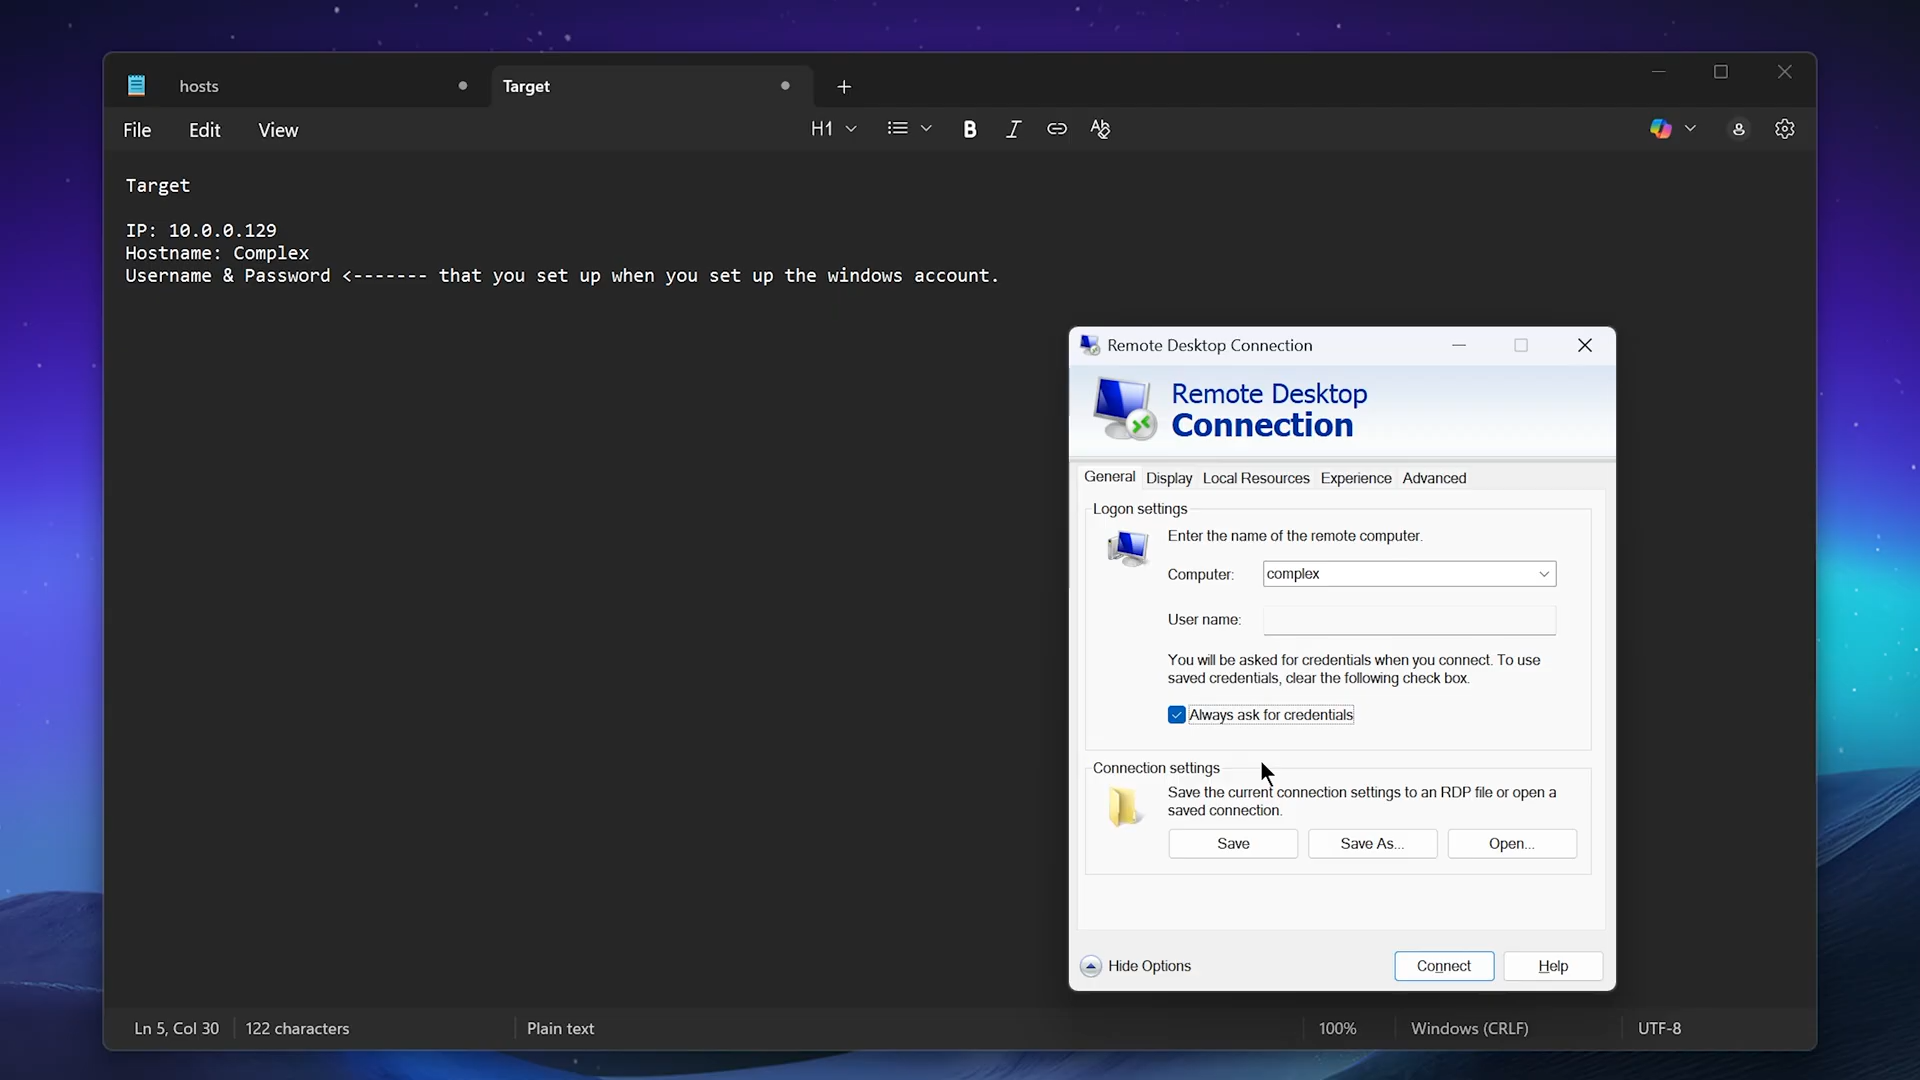 hosts
Target
File Edit View
H1
Target
IP: 10.0.0.129
Hostname: Complex
Username & Password <------- that you set up when you set up the windows account.
Remote Desktop Connection
Remote Desktop
Connection
General Display Local Resources Experience Advanced
Logon settings
Enter the name of the remote computer.
Computer: complex
User name:
You will be asked for credentials when you connect. To use
saved credentials, clear the following check box.
Always ask for credentials
Connection settings
Save the current connection settings to an RDP file or open a
saved connection.
Save Save As... Open...
Hide Options Connect Help
Ln 5, Col 30 122 characters Plain text 100% Windows (CRLF) UTF-8